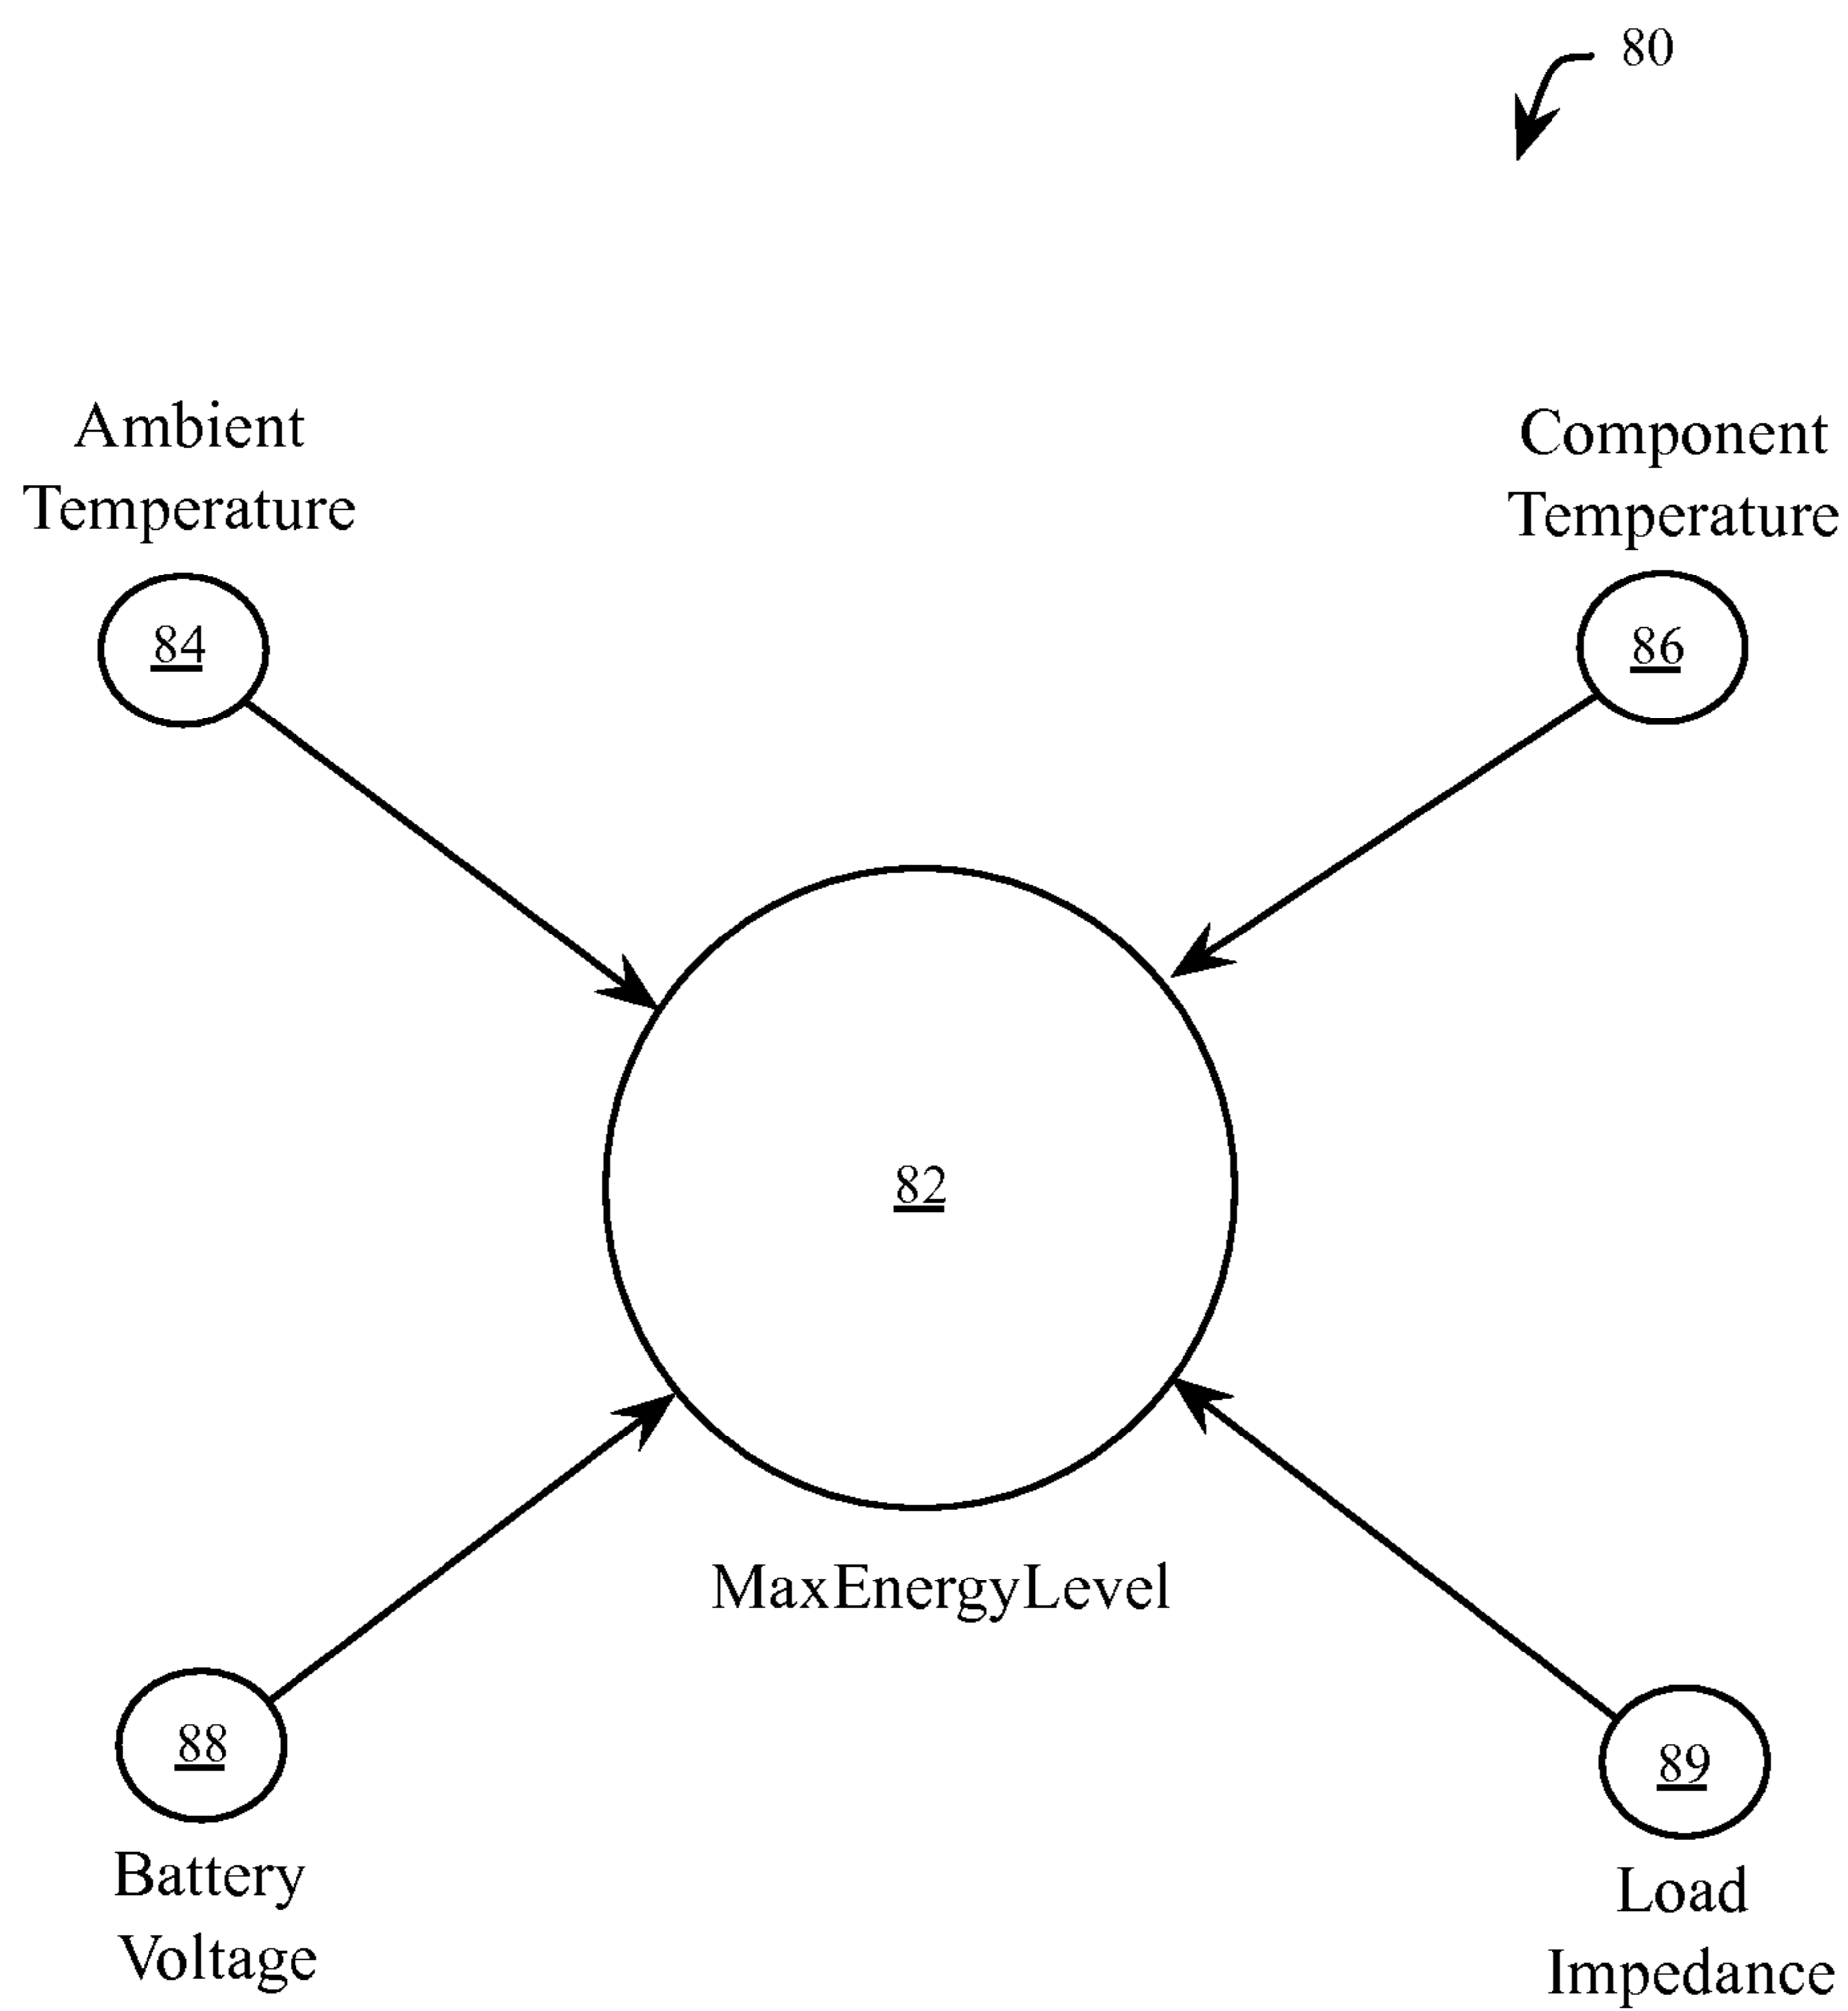 80
Ambient
Temperature
Component
Temperature
84
86
82
MaxEnergyLevel
88
89
Battery
Voltage
Load
Impedance